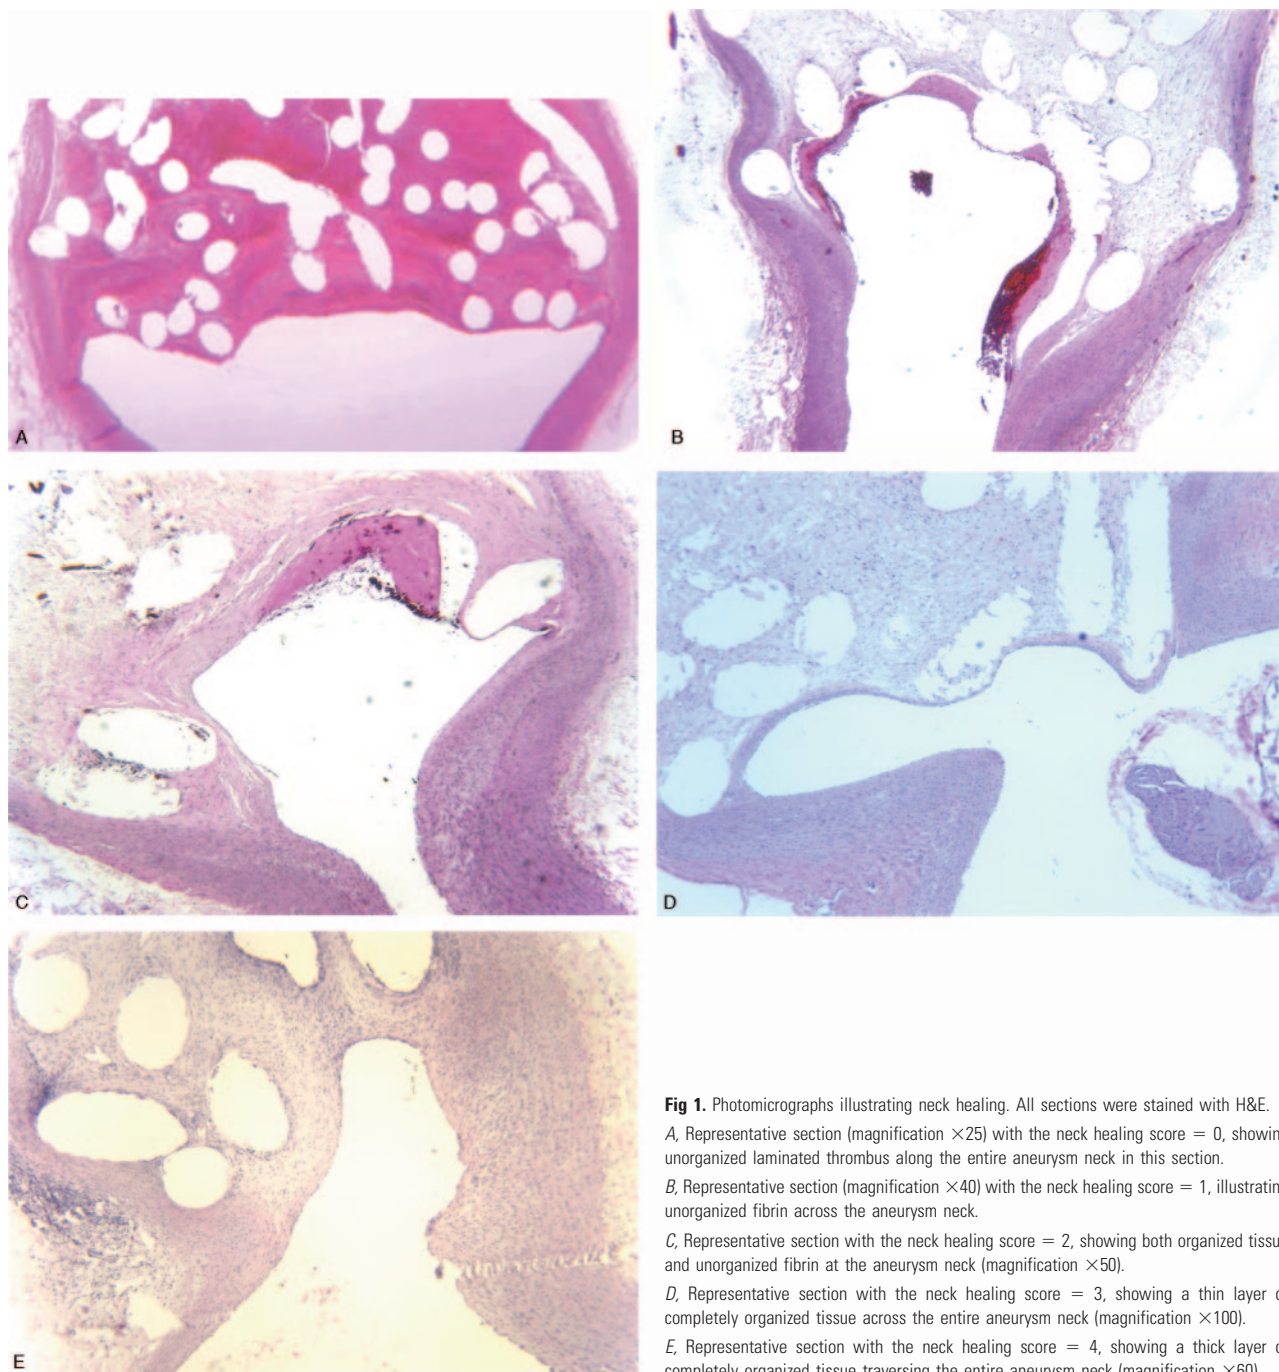 A
B
C
D
E
Fig 1. Photomicrographs illustrating neck healing. All sections were stained with H&E.
A, Representative section (magnification ×25) with the neck healing score = 0, showin
unorganized laminated thrombus along the entire aneurysm neck in this section.
B, Representative section (magnification ×40) with the neck healing score = 1, illustratin
unorganized fibrin across the aneurysm neck.
C, Representative section with the neck healing score = 2, showing both organized tissu
and unorganized fibrin at the aneurysm neck (magnification ×50).
D, Representative section with the neck healing score = 3, showing a thin layer o
completely organized tissue across the entire aneurysm neck (magnification ×100).
E, Representative section with the neck healing score = 4, showing a thick layer o
completely organized tissue traversing the entire aneurysm neck (magnification ×60)